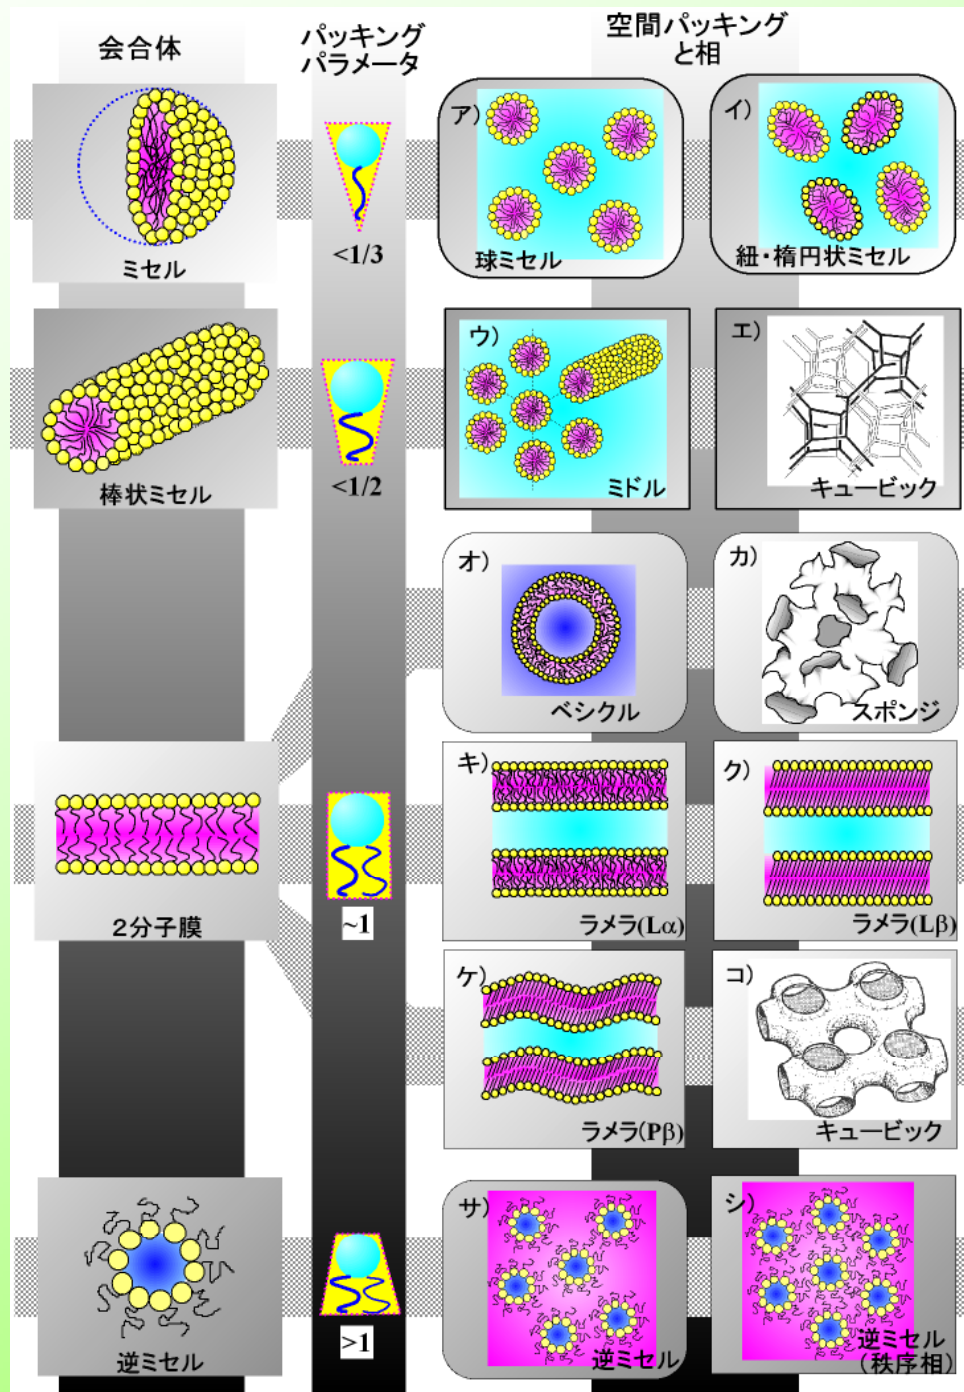 会合体
パッキング
パラメータ
空間パッキング
と相
ミセル
<1/3
ア)
球ミセル
イ)
紐・楕円状ミセル
棒状ミセル
<1/2
ウ)
ミドル
エ)
キュービック
オ)
ベシクル
カ)
スポンジ
2分子膜
~1
キ)
ラメラ(Lα)
ク)
ラメラ(Lβ)
ケ)
ラメラ(Pβ)
コ)
キュービック
逆ミセル
>1
サ)
逆ミセル
シ)
逆ミセル
(秩序相)